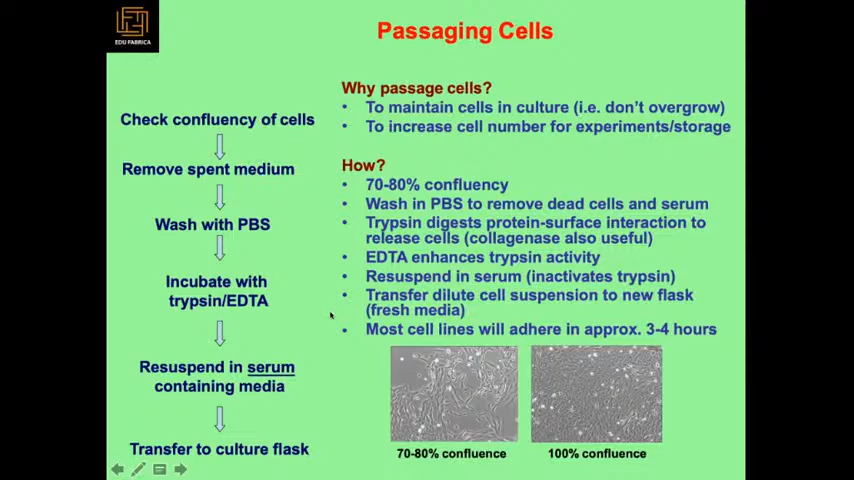 EDU FABRICA
Passaging Cells
Check confluency of cells
Remove spent medium
Wash with PBS
Incubate with
trypsin/EDTA
Resuspend in serum
containing media
Transfer to culture flask
Why passage cells?
• To maintain cells in culture (i.e. don't overgrow)
• To increase cell number for experiments/storage
How?
• 70-80% confluency
• Wash in PBS to remove dead cells and serum
• Trypsin digests protein-surface interaction to
release cells (collagenase also useful)
• EDTA enhances trypsin activity
• Resuspend in serum (inactivates trypsin)
• Transfer dilute cell suspension to new flask
(fresh media)
• Most cell lines will adhere in approx. 3-4 hours
70-80% confluence
100% confluence